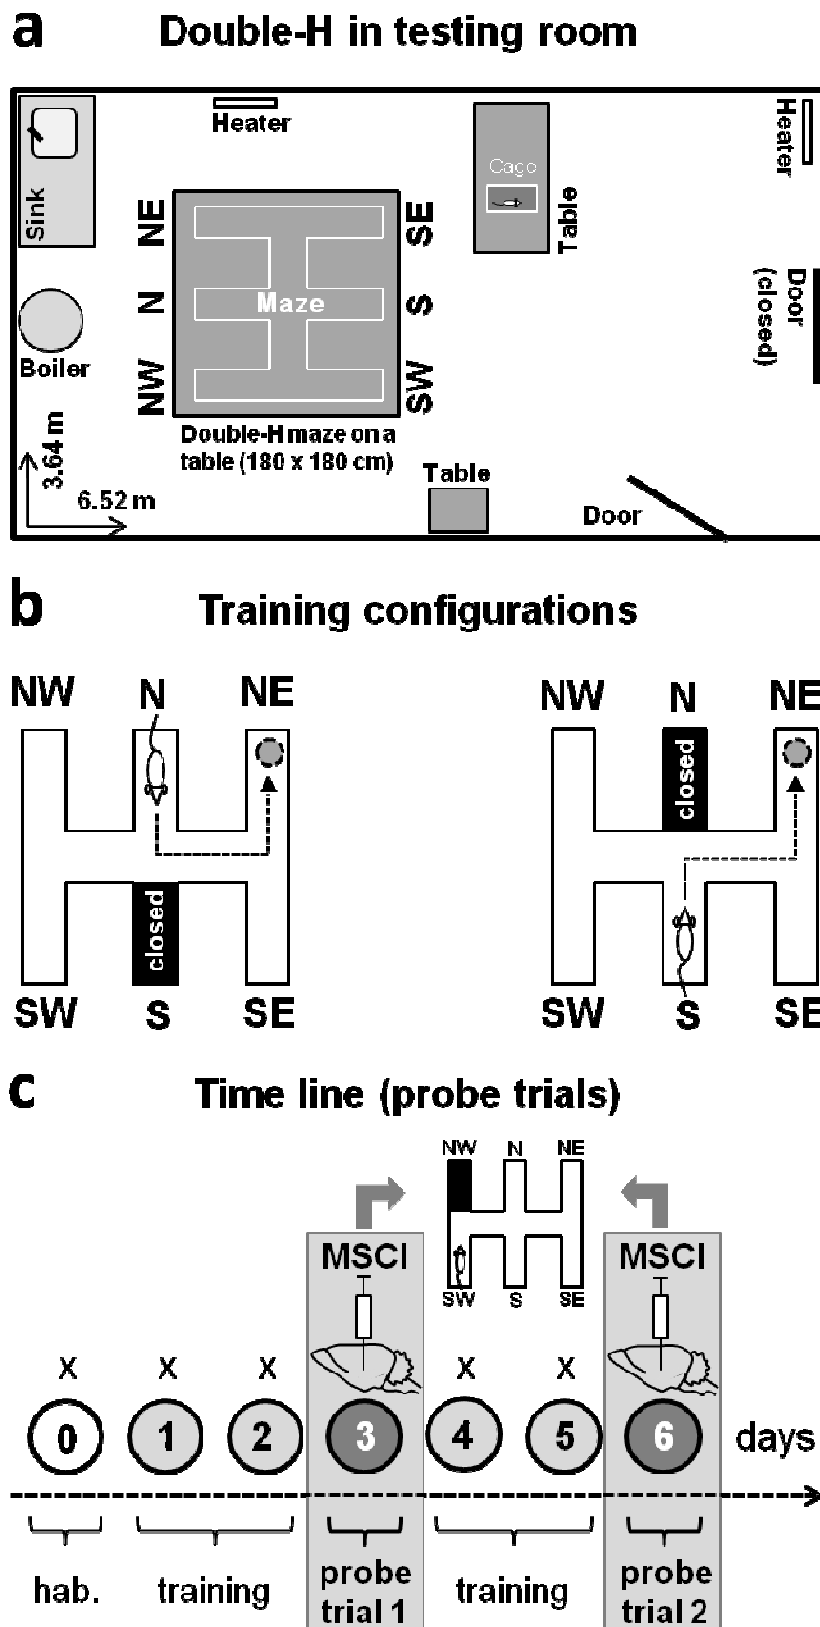 a
Double-H in testing room
Sink
Heater
Cage
Table
Heater
NE
SE
N
Maze
S
Door
(closed)
Boiler
NW
SW
Double-H maze on a
table (180 x 180 cm)
3.64 m
6.52 m
Table
Door
b
Training configurations
NW N NE
closed
SW S SE
NW N NE
closed
SW S SE
c
Time line (probe trials)
NW N NE
SW S SE
MSCI
MSCI
X X X X X
0 1 2 3 4 5 6 days
hab.
training
probe
trial 1
training
probe
trial 2